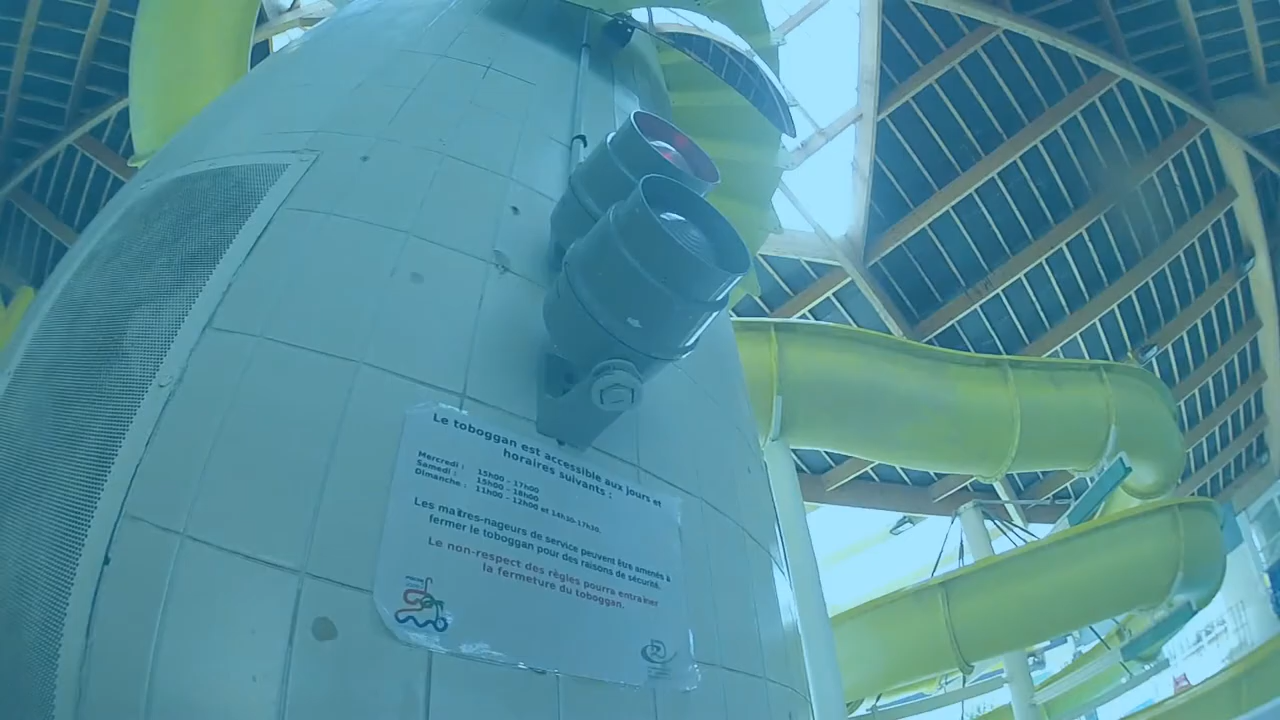 Le toboggan est accessible aux jours et
horaires suivants :
Mercredi : 15h00 - 17h00
Samedi : 15h00 - 18h00
Dimanche : 11h00 - 12h00 et 14h30-17h30.
Les maîtres-nageurs de service peuvent être amenés à
fermer le toboggan pour des raisons de sécurité.
Le non-respect des règles pourra entraîner
la fermeture du toboggan.